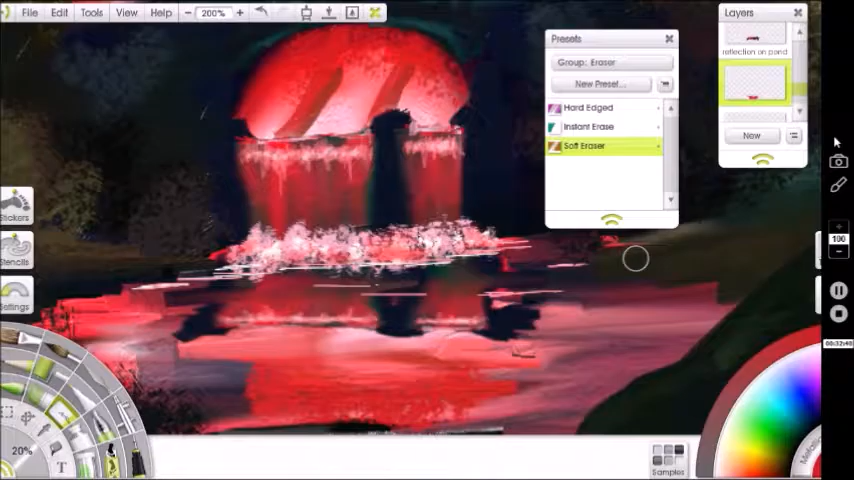 File Edit Tools View Help − 200% +
Presets
Group: Eraser
New Preset...
Hard Edged
Instant Erase
Soft Eraser
Layers
reflection on pond
New
Stickers
Stencils
Settings
20%
T
Samples
100
00:32:40